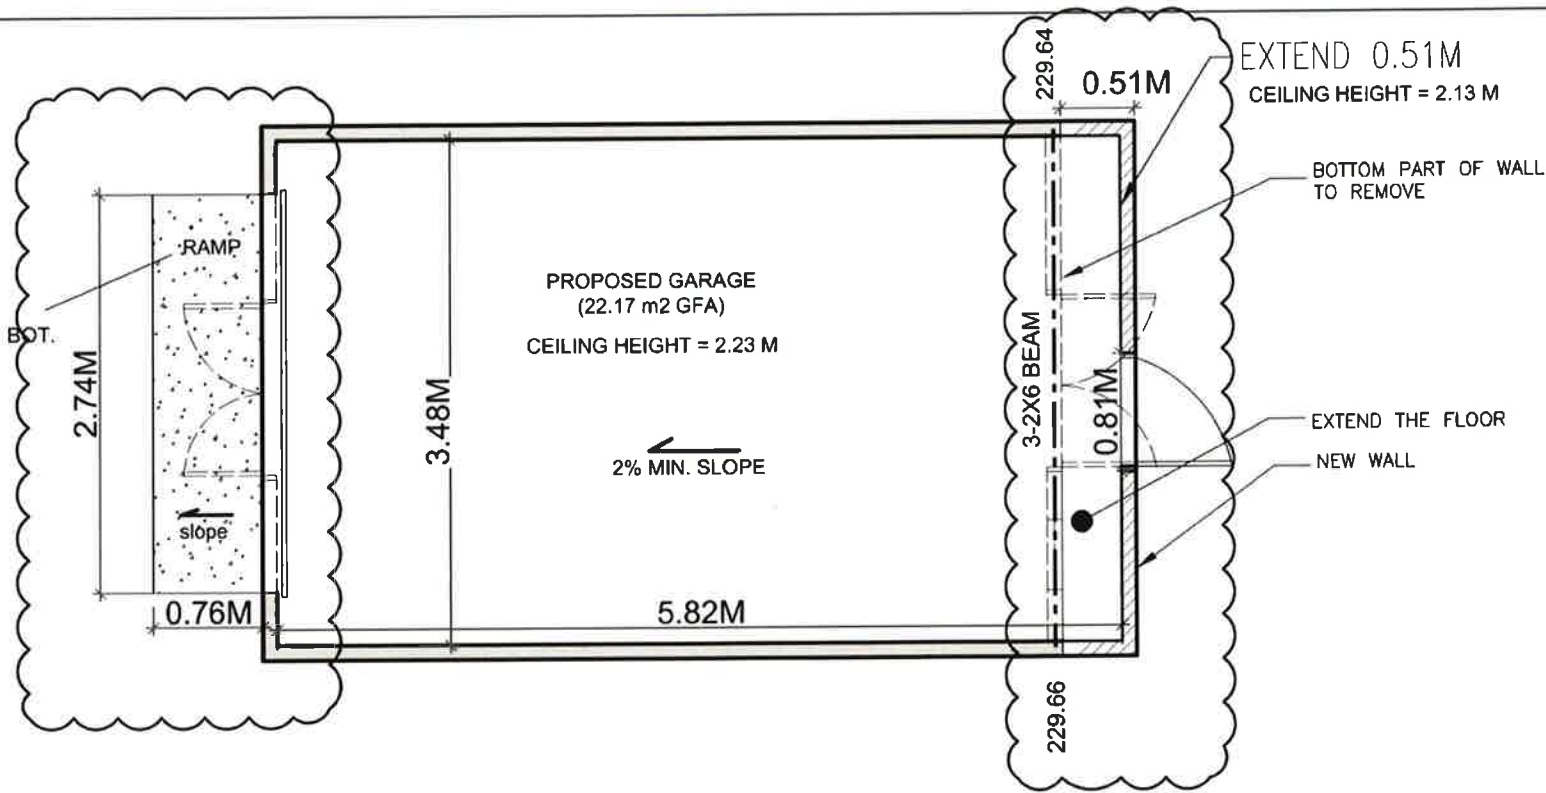 229.64
0.51M
EXTEND 0.51M
CEILING HEIGHT = 2.13 M
BOTTOM PART OF WALL
TO REMOVE
RAMP
BOT.
PROPOSED GARAGE
(22.17 m2 GFA)
CEILING HEIGHT = 2.23 M
2.74M
3.48M
3-2X6 BEAM
0.81M
2% MIN. SLOPE
EXTEND THE FLOOR
NEW WALL
slope
0.76M
5.82M
229.66